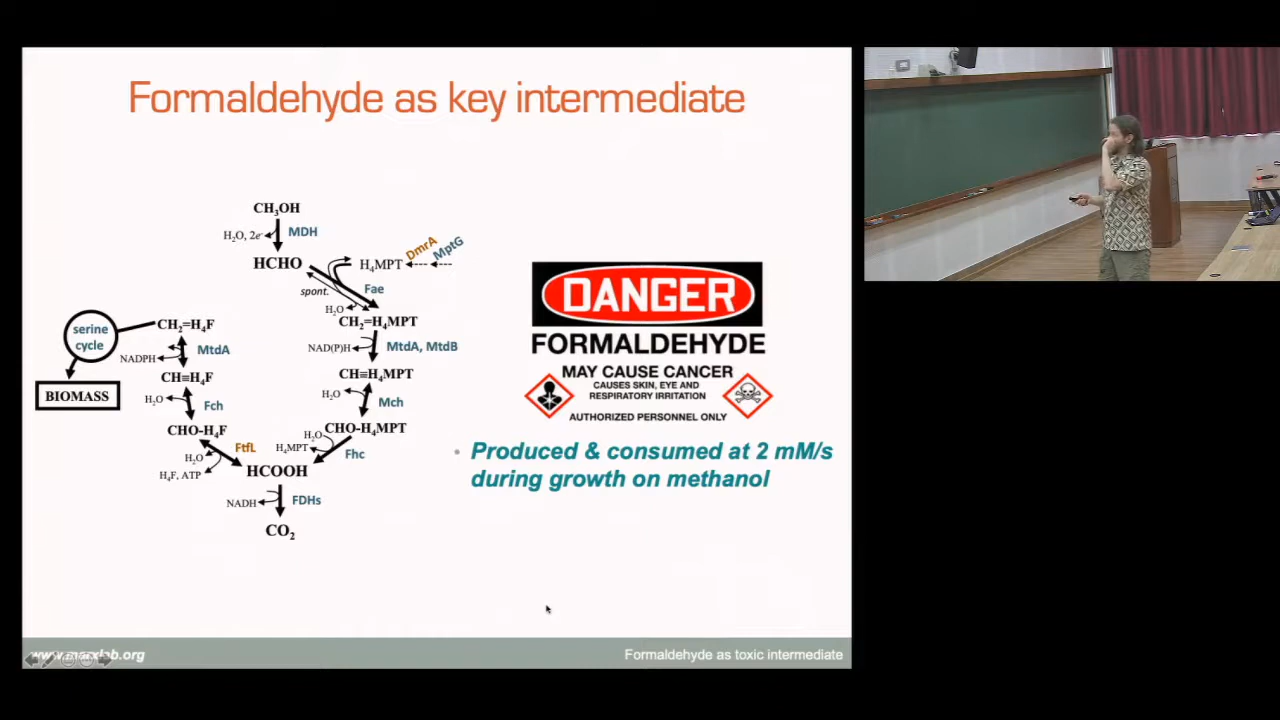 Formaldehyde as key intermediate
CH₃OH
H₂O, 2e⁻
MDH
HCHO
H₄MPT
DmrA
MptG
spont.
Fae
H₂O
CH₂=H₄MPT
NAD(P)H
MtdA, MtdB
CH≡H₄MPT
H₂O
Mch
CHO-H₄MPT
H₂O
H₄MPT
Fhc
serine
cycle
CH₂=H₄F
NADPH
MtdA
CH≡H₄F
BIOMASS
H₂O
Fch
CHO-H₄F
FtfL
H₂O
H₄F, ATP
HCOOH
NADH
FDHs
CO₂
DANGER
FORMALDEHYDE
MAY CAUSE CANCER
CAUSES SKIN, EYE AND
RESPIRATORY IRRITATION
AUTHORIZED PERSONNEL ONLY
• Produced & consumed at 2 mM/s
during growth on methanol
www.marxlab.org
Formaldehyde as toxic intermediate